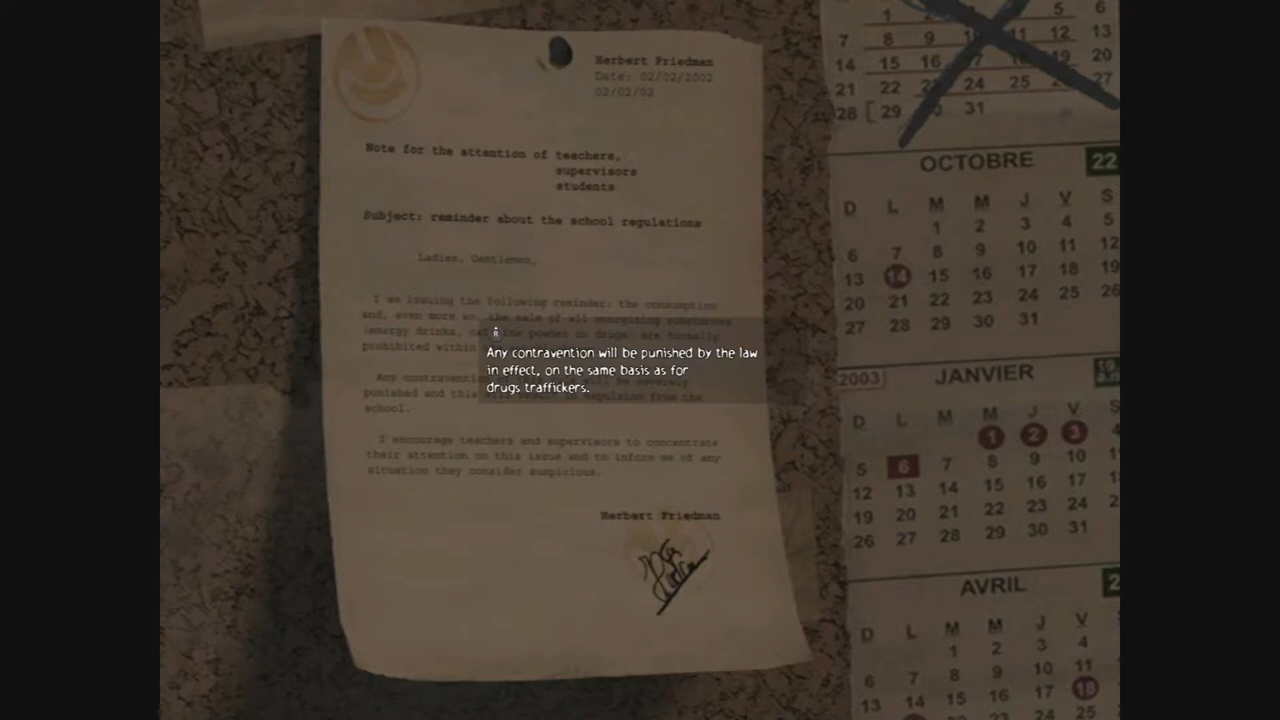 Herbert Friedman
Date: 02/02/2002
02/02/02
Note for the attention of teachers,
supervisors
students
Subject: reminder about the school regulations
Ladies, Gentlemen,
I am issuing the following reminder: the consumption
and, even more so, the sale of all energizing substances
(energy drinks, powder or drugs) are formally
prohibited within
Any contravention be severely
punished and this will result in expulsion from the
school.
I encourage teachers and supervisors to concentrate
their attention on this issue and to inform me of any
situation they consider suspicious.
Herbert Friedman
R
Any contravention will be punished by the law
in effect, on the same basis as for
drugs traffickers.
1 5 6
7 8 9 11 12 13
14 15 16 17 19 20
21 22 23 24 25 27
28 29 31
OCTOBRE 22
D L M M J V S
1 2 3 4 5
6 7 8 9 10 11 12
13 14 15 16 17 18 19
20 21 22 23 24 25 26
27 28 29 30 31
2003 JANVIER
D L M M J V S
1 2 3 4
5 6 7 8 9 10
12 13 14 15 16 17
19 20 21 22 23 24
26 27 28 29 30 31
AVRIL
D L M M J V
1 2 3 4
6 7 8 9 10 11
13 14 15 16 17 18